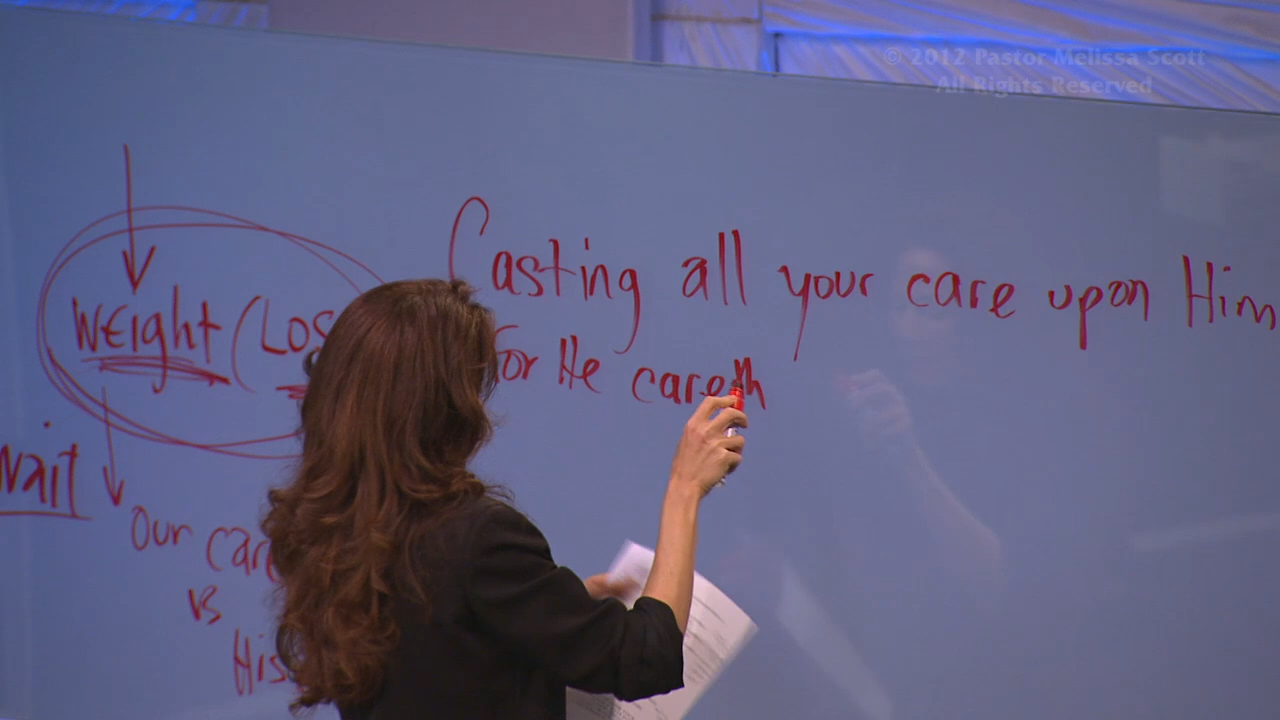 © 2012 Pastor Melissa Scott
All Rights Reserved
Casting all your care upon Him
For He careth
Weight (Los
Wait
Our care
vs
His